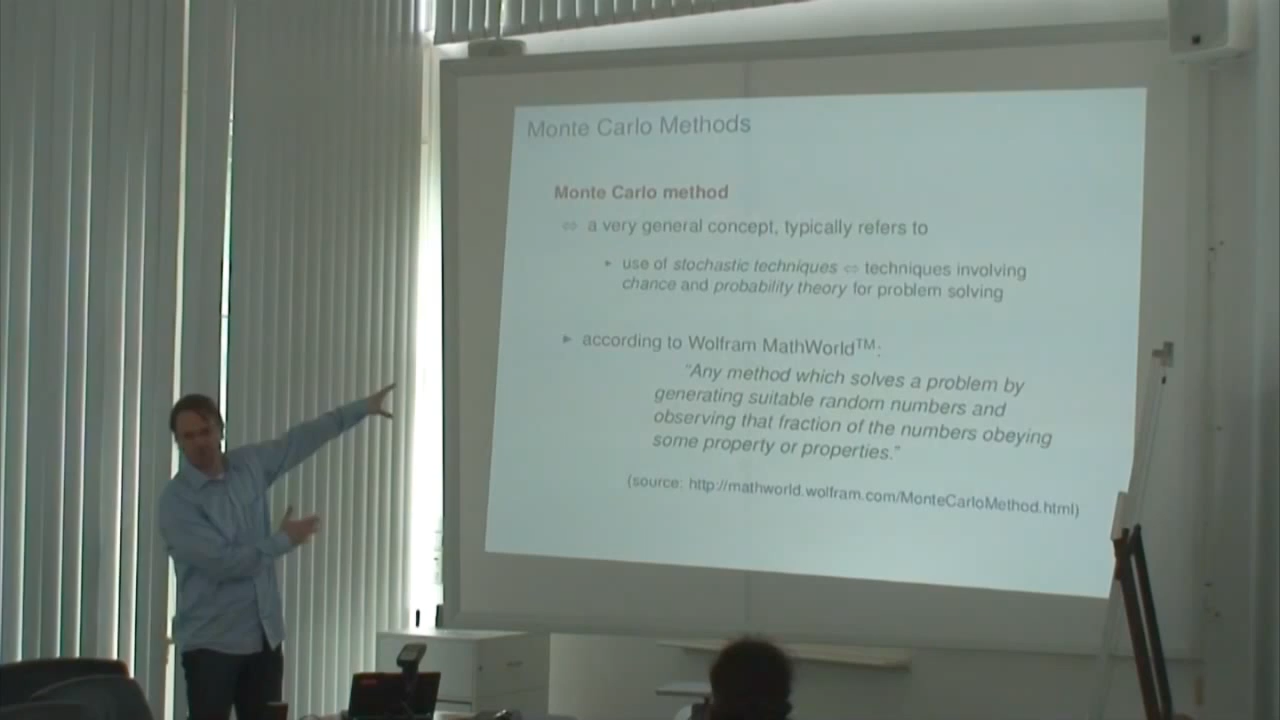 Monte Carlo Methods
Monte Carlo method
⇔ a very general concept, typically refers to
► use of stochastic techniques ⇔ techniques involving
chance and probability theory for problem solving
► according to Wolfram MathWorld™:
"Any method which solves a problem by
generating suitable random numbers and
observing that fraction of the numbers obeying
some property or properties."
(source: http://mathworld.wolfram.com/MonteCarloMethod.html)